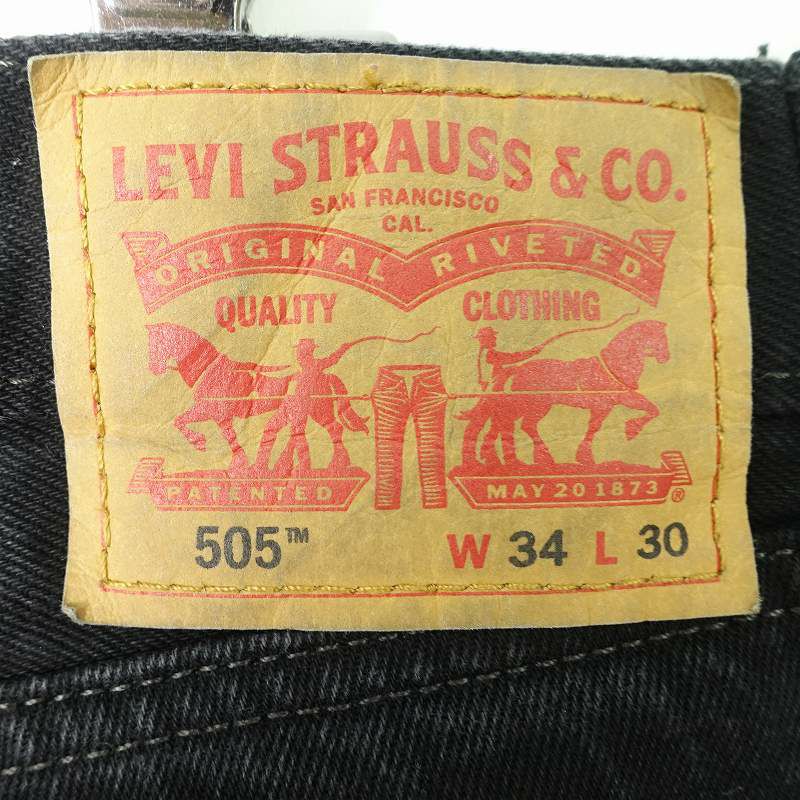 LEVI STRAUSS & CO.
SAN FRANCISCO
CAL.
ORIGINAL RIVETED
QUALITY CLOTHING
PATENTED MAY 20 1873 ®
505™ W 34 L 30